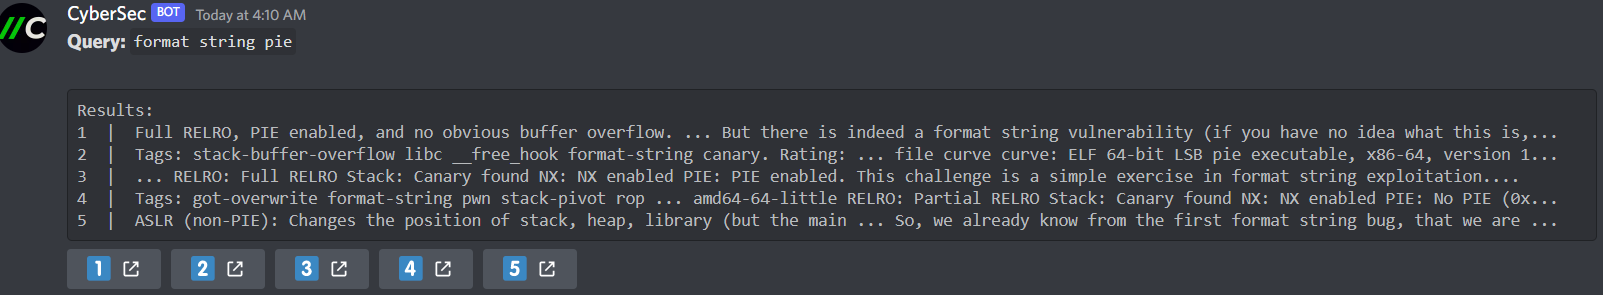 //C
CyberSec BOT Today at 4:10 AM
Query: format string pie
Results:
1 | Full RELRO, PIE enabled, and no obvious buffer overflow. ... But there is indeed a format string vulnerability (if you have no idea what this is,...
2 | Tags: stack-buffer-overflow libc __free_hook format-string canary. Rating: ... file curve curve: ELF 64-bit LSB pie executable, x86-64, version 1...
3 | ... RELRO: Full RELRO Stack: Canary found NX: NX enabled PIE: PIE enabled. This challenge is a simple exercise in format string exploitation....
4 | Tags: got-overwrite format-string pwn stack-pivot rop ... amd64-64-little RELRO: Partial RELRO Stack: Canary found NX: NX enabled PIE: No PIE (0x...
5 | ASLR (non-PIE): Changes the position of stack, heap, library (but the main ... So, we already know from the first format string bug, that we are ...
1 2 3 4 5